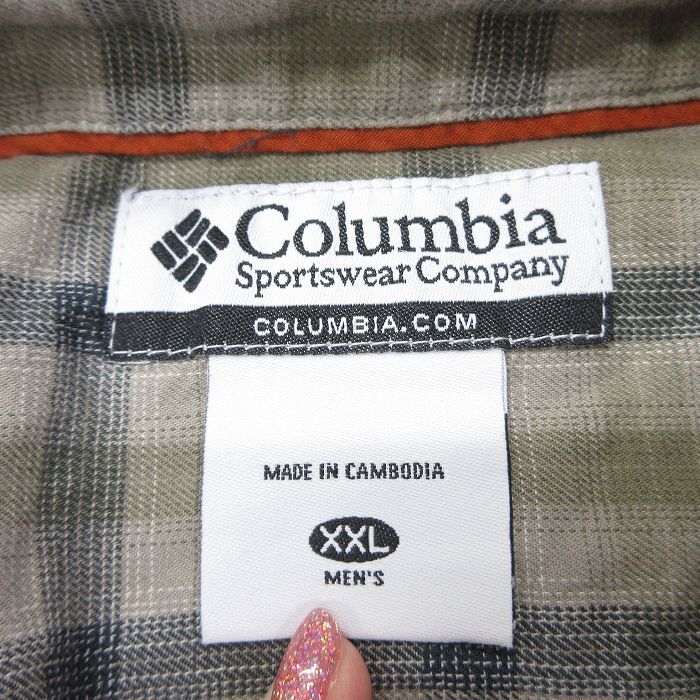 Columbia
Sportswear Company
COLUMBIA.COM
MADE IN CAMBODIA
XXL
MEN'S